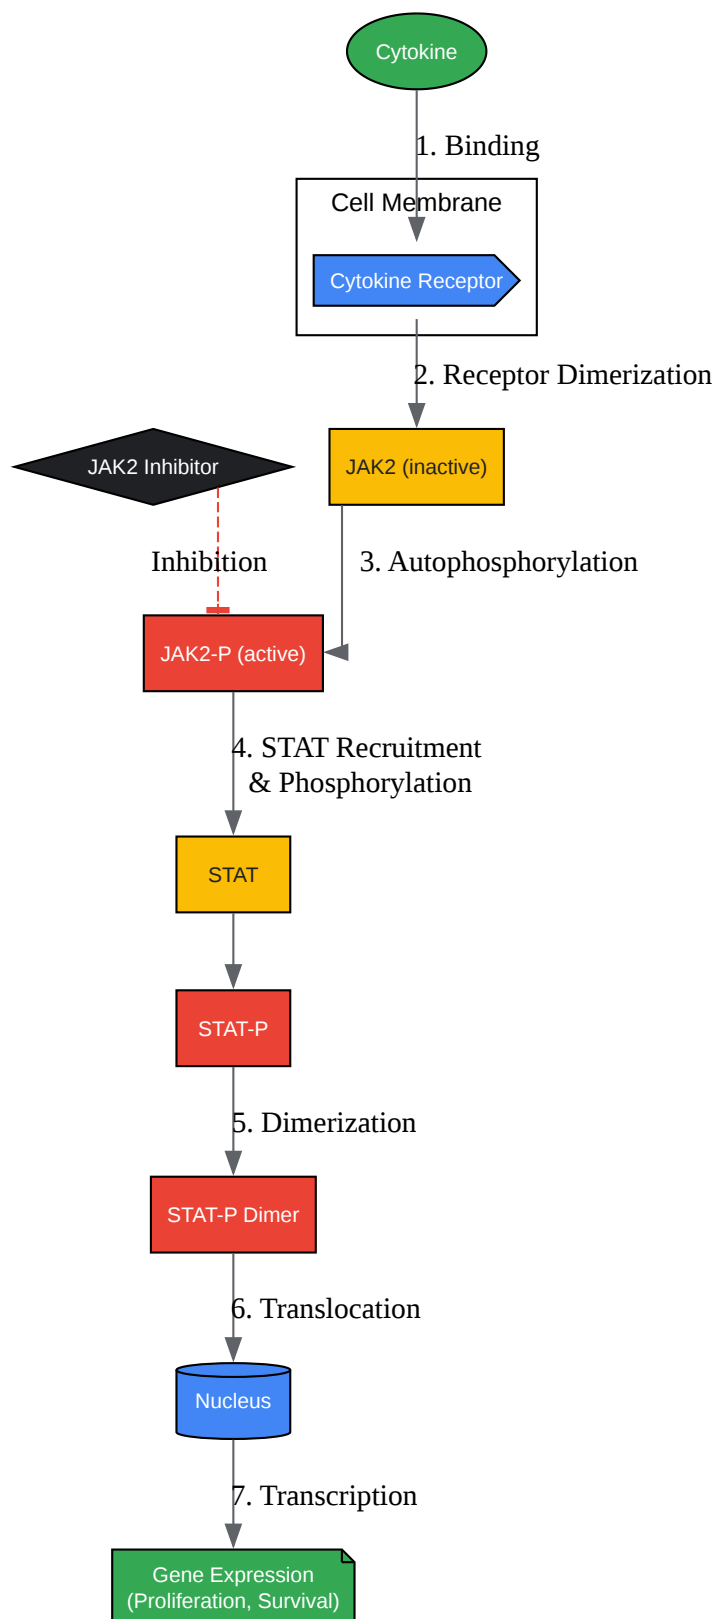 Cytokine
1. Binding
Cell Membrane
Cytokine Receptor
2. Receptor Dimerization
JAK2 Inhibitor
JAK2 (inactive)
Inhibition
3. Autophosphorylation
JAK2-P (active)
4. STAT Recruitment
& Phosphorylation
STAT
STAT-P
5. Dimerization
STAT-P Dimer
6. Translocation
Nucleus
7. Transcription
Gene Expression
(Proliferation, Survival)